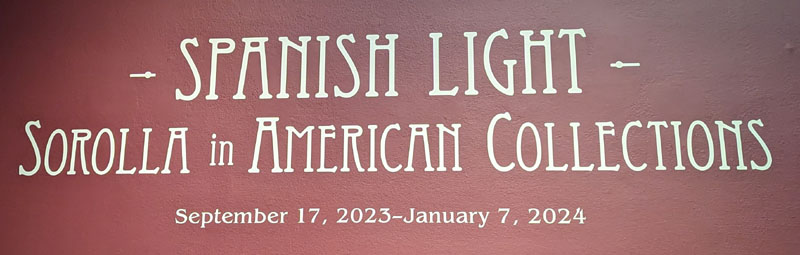 SPANISH LIGHT
SOROLLA in AMERICAN COLLECTIONS
September 17, 2023–January 7, 2024